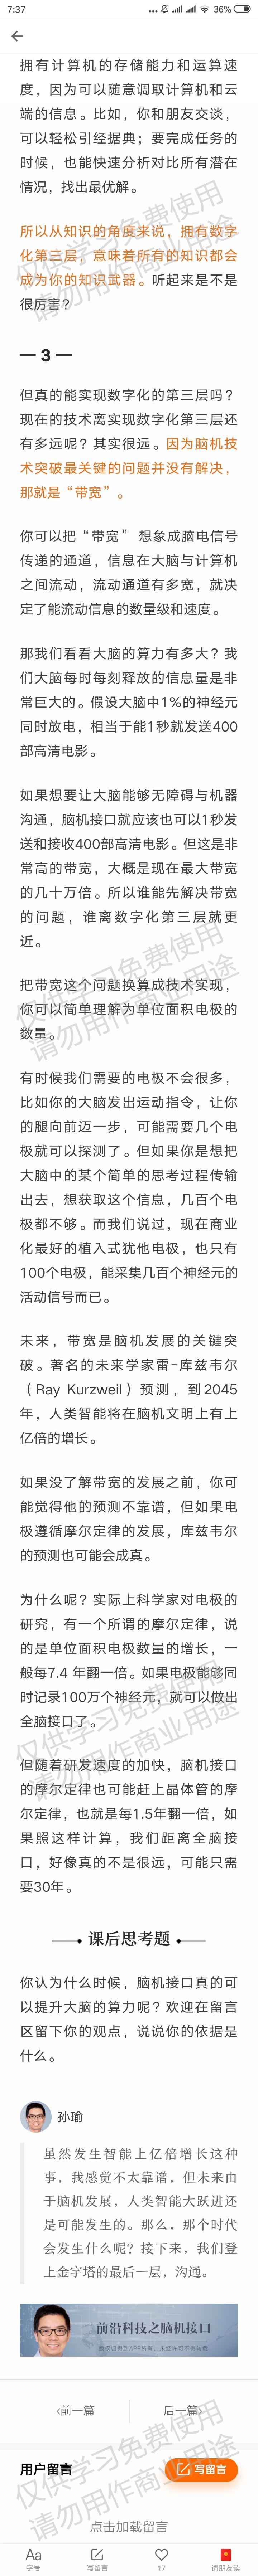 7:37
36%
拥有计算机的存储能力和运算速
度，因为可以随意调取计算机和云
端的信息。比如，你和朋友交谈，
可以轻松引经据典；要完成任务的
时候，也能快速分析对比所有潜在
情况，找出最优解。
所以从知识的角度来说，拥有数字
化第三层，意味着所有的知识都会
成为你的知识武器。听起来是不是
很厉害？
仅供学习免费使用
请勿用作商业用途
— 3 —
但真的能实现数字化的第三层吗？
现在的技术离实现数字化第三层还
有多远呢？其实很远。因为脑机技
术突破最关键的问题并没有解决，
那就是“带宽”。
你可以把“带宽” 想象成脑电信号
传递的通道，信息在大脑与计算机
之间流动，流动通道有多宽，就决
定了能流动信息的数量级和速度。
那我们看看大脑的算力有多大？我
们大脑每时每刻释放的信息量是非
常巨大的。假设大脑中1%的神经元
同时放电，相当于能1秒就发送400
部高清电影。
如果想要让大脑能够无障碍与机器
沟通，脑机接口就应该也可以1秒发
送和接收400部高清电影。但这是非
常高的带宽，大概是现在最大带宽
的几十万倍。所以谁能先解决带宽
的问题，谁离数字化第三层就更
近。
仅供学习免费使用
请勿用作商业用途
把带宽这个问题换算成技术实现，
你可以简单理解为单位面积电极的
数量。
有时候我们需要的电极不会很多，
比如你的大脑发出运动指令，让你
的腿向前迈一步，可能需要几个电
极就可以探测了。但如果你是想把
大脑中的某个简单的思考过程传输
出去，想获取这个信息，几百个电
极都不够。而我们说过，现在商业
化最好的植入式犹他电极，也只有
100个电极，能采集几百个神经元的
活动信号而已。
未来，带宽是脑机发展的关键突
破。著名的未来学家雷-库兹韦尔
（Ray Kurzweil）预测，到2045
年，人类智能将在脑机文明上有上
亿倍的增长。
如果没了解带宽的发展之前，你可
能觉得他的预测不靠谱，但如果电
极遵循摩尔定律的发展，库兹韦尔
的预测也可能会成真。
为什么呢？实际上科学家对电极的
研究，有一个所谓的摩尔定律，说
的是单位面积电极数量的增长，一
般每7.4 年翻一倍。如果电极能够同
时记录100万个神经元，就可以做出
全脑接口了。
仅供学习免费使用
请勿用作商业用途
但随着研发速度的加快，脑机接口
的摩尔定律也可能赶上晶体管的摩
尔定律，也就是每1.5年翻一倍，如
果照这样计算，我们距离全脑接
口，好像真的不是很远，可能只需
要30年。
课后思考题
你认为什么时候，脑机接口真的可
以提升大脑的算力呢？欢迎在留言
区留下你的观点，说说你的依据是
什么。
孙瑜
虽然发生智能上亿倍增长这种
事，我感觉不太靠谱，但未来由
于脑机发展，人类智能大跃进还
是可能发生的。那么，那个时代
会发生什么呢？接下来，我们登
上金字塔的最后一层，沟通。
前沿科技之脑机接口
前一篇
后一篇
用户留言
写留言
仅供学习免费使用
请勿用作商业用途
点击加载留言
Aa
字号
写留言
17
请朋友读